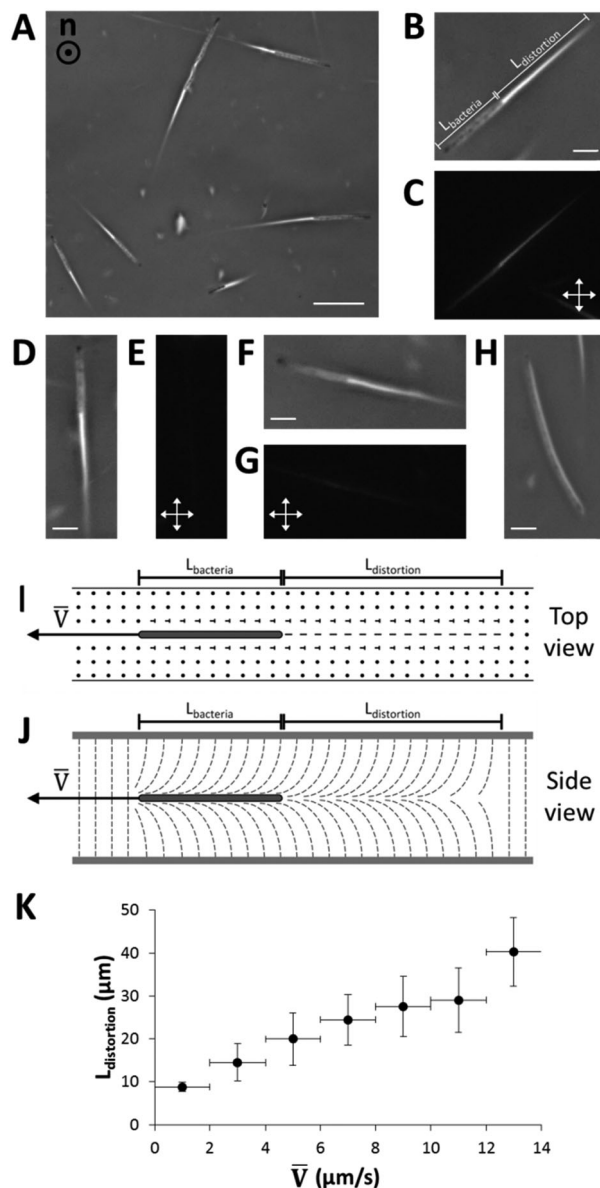 A
n
B
L_bacteria
L_distortion
C
D
E
F
G
H
I
L_bacteria
L_distortion
V̅
Top
view
J
L_bacteria
L_distortion
V̅
Side
view
K
L_distortion (μm)
50
40
30
20
10
0
0 2 4 6 8 10 12 14
V̅ (μm/s)